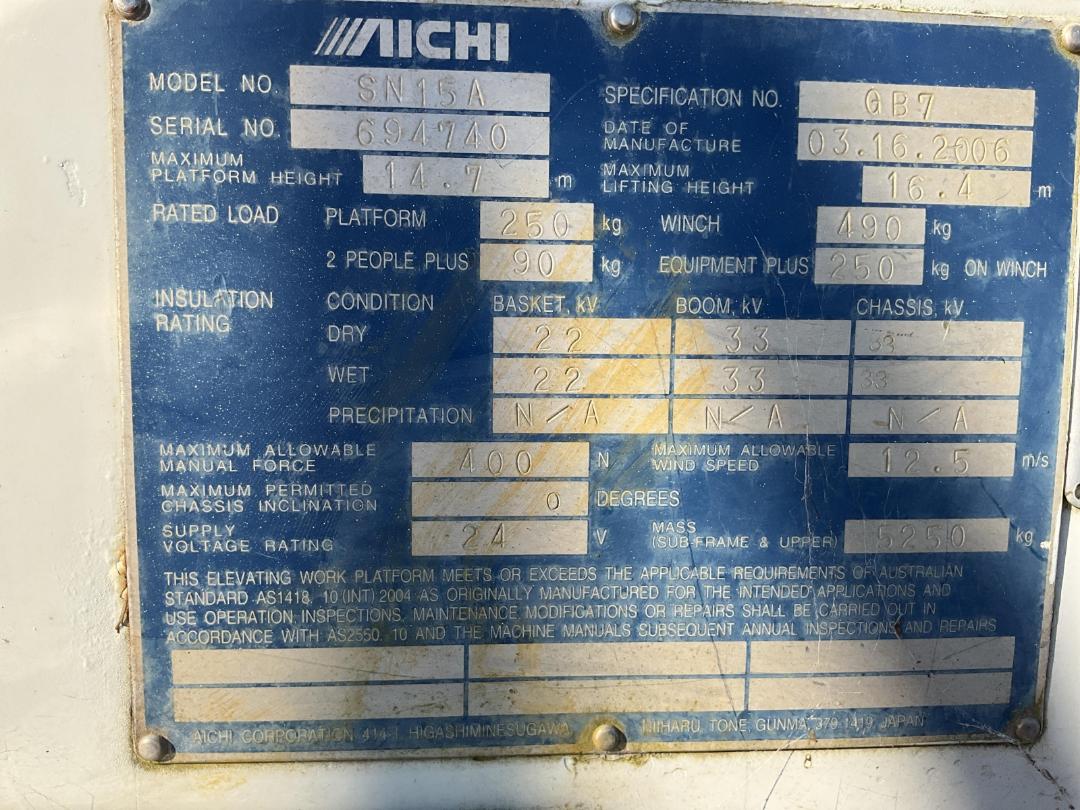 AICHI
MODEL NO. SN15A SPECIFICATION NO. GB7
SERIAL NO. 694740 DATE OF MANUFACTURE 03.16.2006
MAXIMUM PLATFORM HEIGHT 14.7 m MAXIMUM LIFTING HEIGHT 16.4 m
RATED LOAD PLATFORM 250 kg WINCH 490 kg
2 PEOPLE PLUS 90 kg EQUIPMENT PLUS 250 kg ON WINCH
INSULATION RATING CONDITION BASKET, kV BOOM, kV CHASSIS, kV
DRY 22 33 33
WET 22 33 33
PRECIPITATION N/A N/A N/A
MAXIMUM ALLOWABLE MANUAL FORCE 400 N MAXIMUM ALLOWABLE WIND SPEED 12.5 m/s
MAXIMUM PERMITTED CHASSIS INCLINATION 0 DEGREES
SUPPLY VOLTAGE RATING 24 V MASS (SUB-FRAME & UPPER) 5250 kg
THIS ELEVATING WORK PLATFORM MEETS OR EXCEEDS THE APPLICABLE REQUIREMENTS OF AUSTRALIAN
STANDARD AS1418. 10 (INT) 2004 AS ORIGINALLY MANUFACTURED FOR THE INTENDED APPLICATIONS AND
USE OPERATION, INSPECTIONS, MAINTENANCE, MODIFICATIONS OR REPAIRS SHALL BE CARRIED OUT IN
ACCORDANCE WITH AS2550. 10 AND THE MACHINE MANUALS SUBSEQUENT ANNUAL INSPECTIONS AND REPAIRS
AICHI CORPORATION 414-1, HIGASHIMINESUGAWA, NIIHARU, TONE, GUNMA, 379-1419, JAPAN